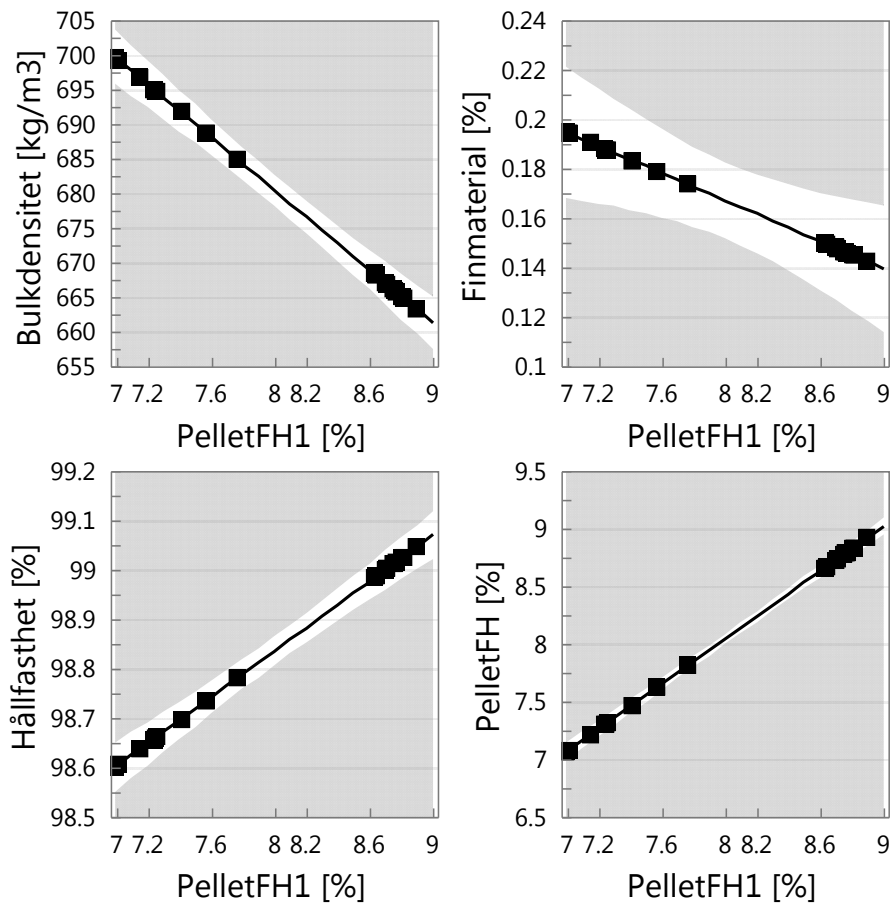 Bulkdensitet [kg/m3]
705
700
695
690
685
680
675
670
665
660
655
7 7.2 7.6 8 8.2 8.6 9
PelletFH1 [%]
Finmaterial [%]
0.24
0.22
0.2
0.18
0.16
0.14
0.12
0.1
7 7.2 7.6 8 8.2 8.6 9
PelletFH1 [%]
Hållfasthet [%]
99.2
99.1
99
98.9
98.8
98.7
98.6
98.5
7 7.2 7.6 8 8.2 8.6 9
PelletFH1 [%]
PelletFH [%]
9.5
9
8.5
8
7.5
7
6.5
7 7.2 7.6 8 8.2 8.6 9
PelletFH1 [%]